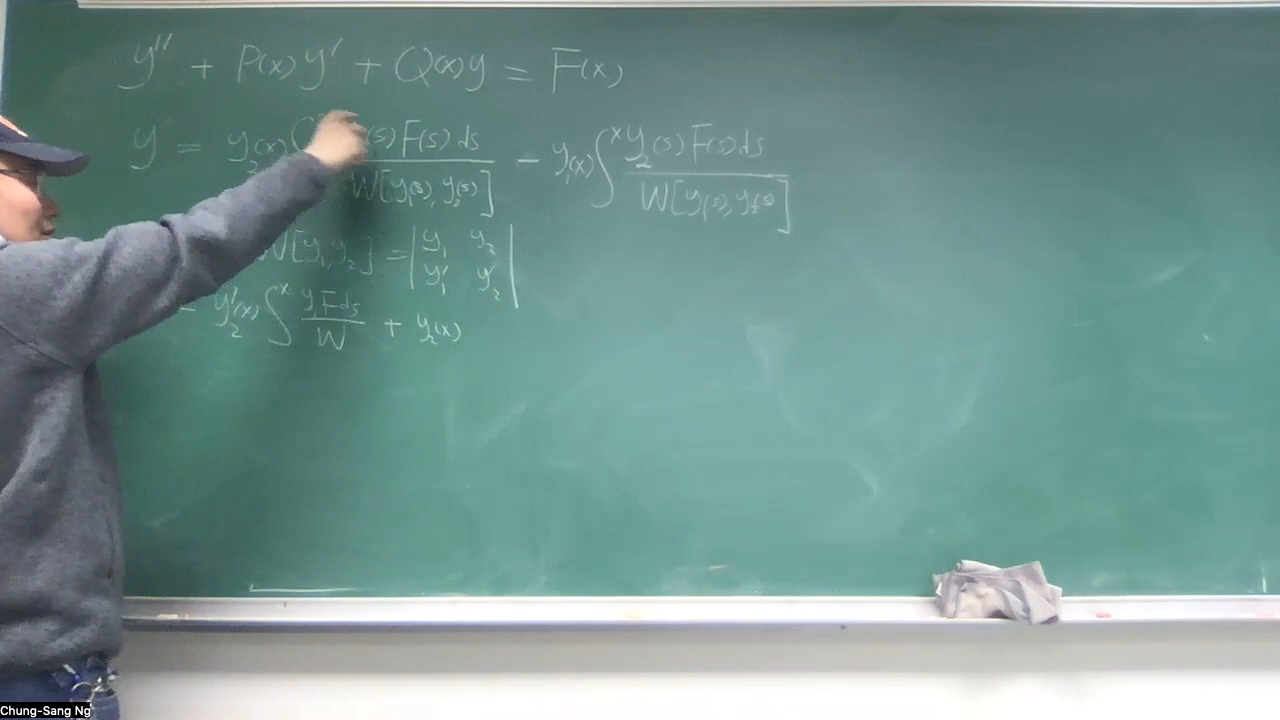 y'' + P(x) y' + Q(x) y = F(x)
y = y₂(x) ∫ (s) F(s) ds / W[y₁(s), y₂(s)] − y₁(x) ∫ˣ y₂(s) F(s) ds / W[y₁(s), y₂(s)]
W[y₁, y₂] = | y₁ y₂ ; y₁' y₂' |
= y₂'(x) ∫ˣ y₁ F ds / W + y₂(x)
Chung-Sang Ng